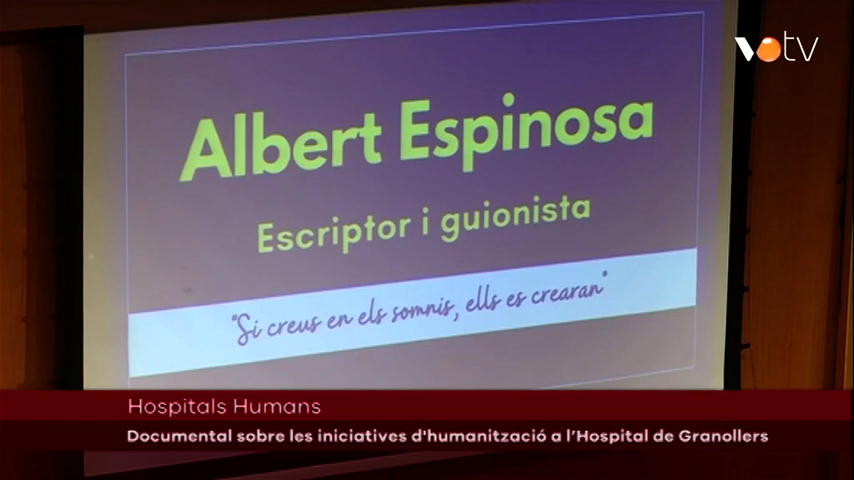 votv
Albert Espinosa
Escriptor i guionista
"Si creus en els somnis, ells es crearan"
Hospitals Humans
Documental sobre les iniciatives d'humanització a l'Hospital de Granollers